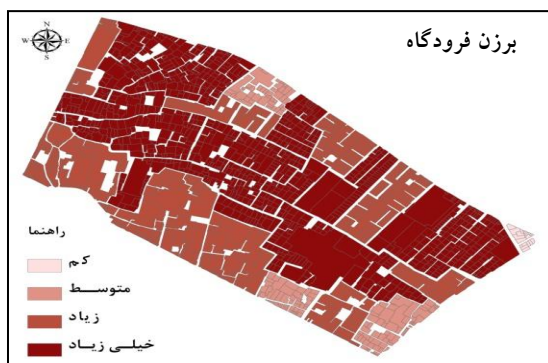 برزن فرودگاه
N
W E
S
راهنما
کم
متوسط
زیاد
خیلی زیاد